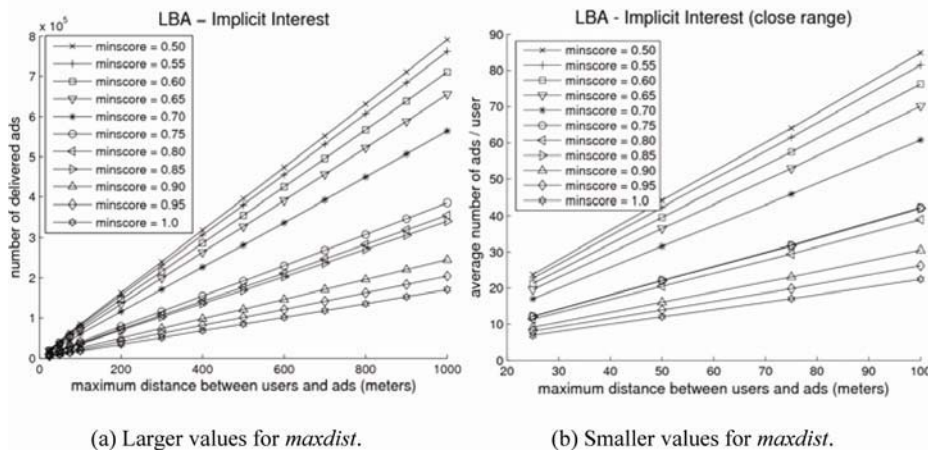 LBA – Implicit Interest
x 10⁵
8
7
6
5
4
3
2
1
0
number of delivered ads
minscore = 0.50
minscore = 0.55
minscore = 0.60
minscore = 0.65
minscore = 0.70
minscore = 0.75
minscore = 0.80
minscore = 0.85
minscore = 0.90
minscore = 0.95
minscore = 1.0
0 200 400 600 800 1000
maximum distance between users and ads (meters)
(a) Larger values for maxdist.
LBA - Implicit Interest (close range)
90
80
70
60
50
40
30
20
10
0
average number of ads / user
minscore = 0.50
minscore = 0.55
minscore = 0.60
minscore = 0.65
minscore = 0.70
minscore = 0.75
minscore = 0.80
minscore = 0.85
minscore = 0.90
minscore = 0.95
minscore = 1.0
20 30 40 50 60 70 80 90 100
maximum distance between users and ads (meters)
(b) Smaller values for maxdist.